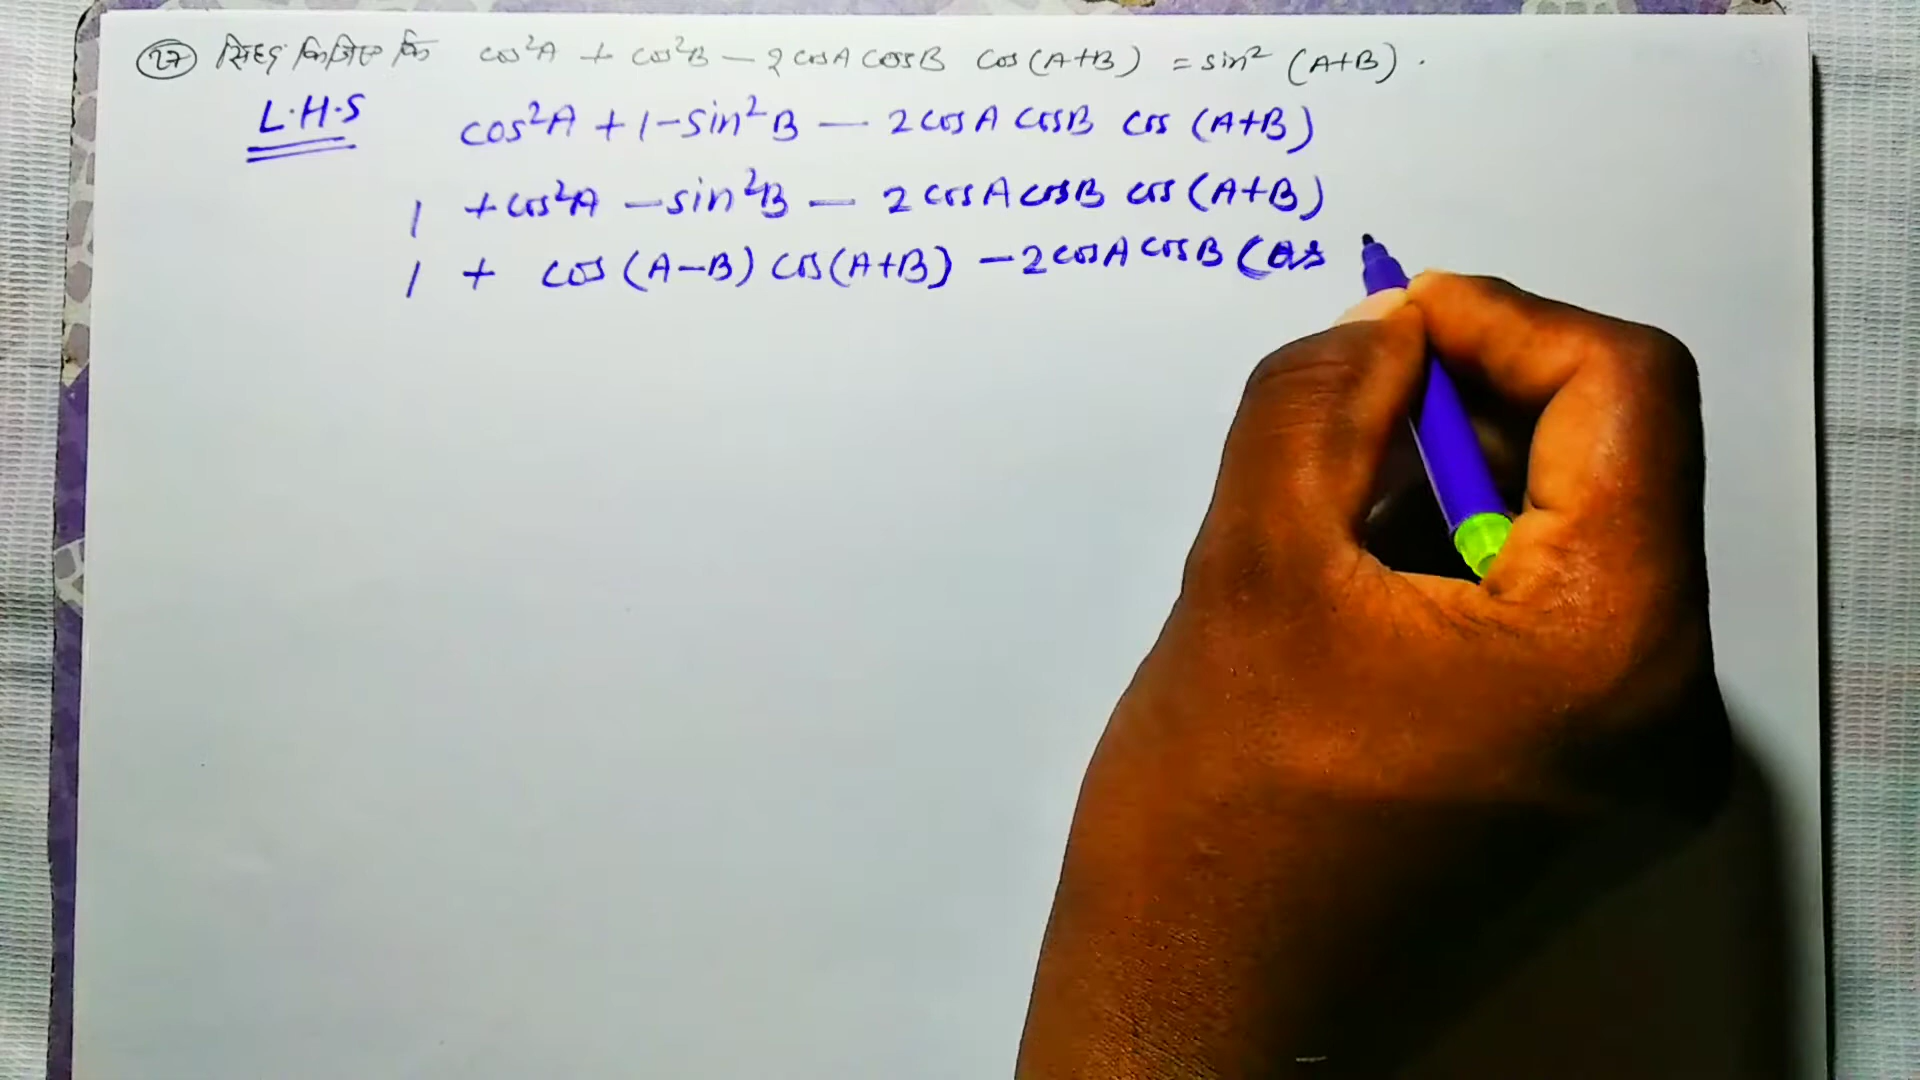 (27) सिद्ध किजिए कि cos²A + cos²B − 2cosA cosB cos(A+B) = sin²(A+B).
L.H.S cos²A + 1 − sin²B − 2cosA cosB cos(A+B)
1 + cos²A − sin²B − 2cosA cosB cos(A+B)
1 + cos(A−B) cos(A+B) − 2cosA cosB (cos